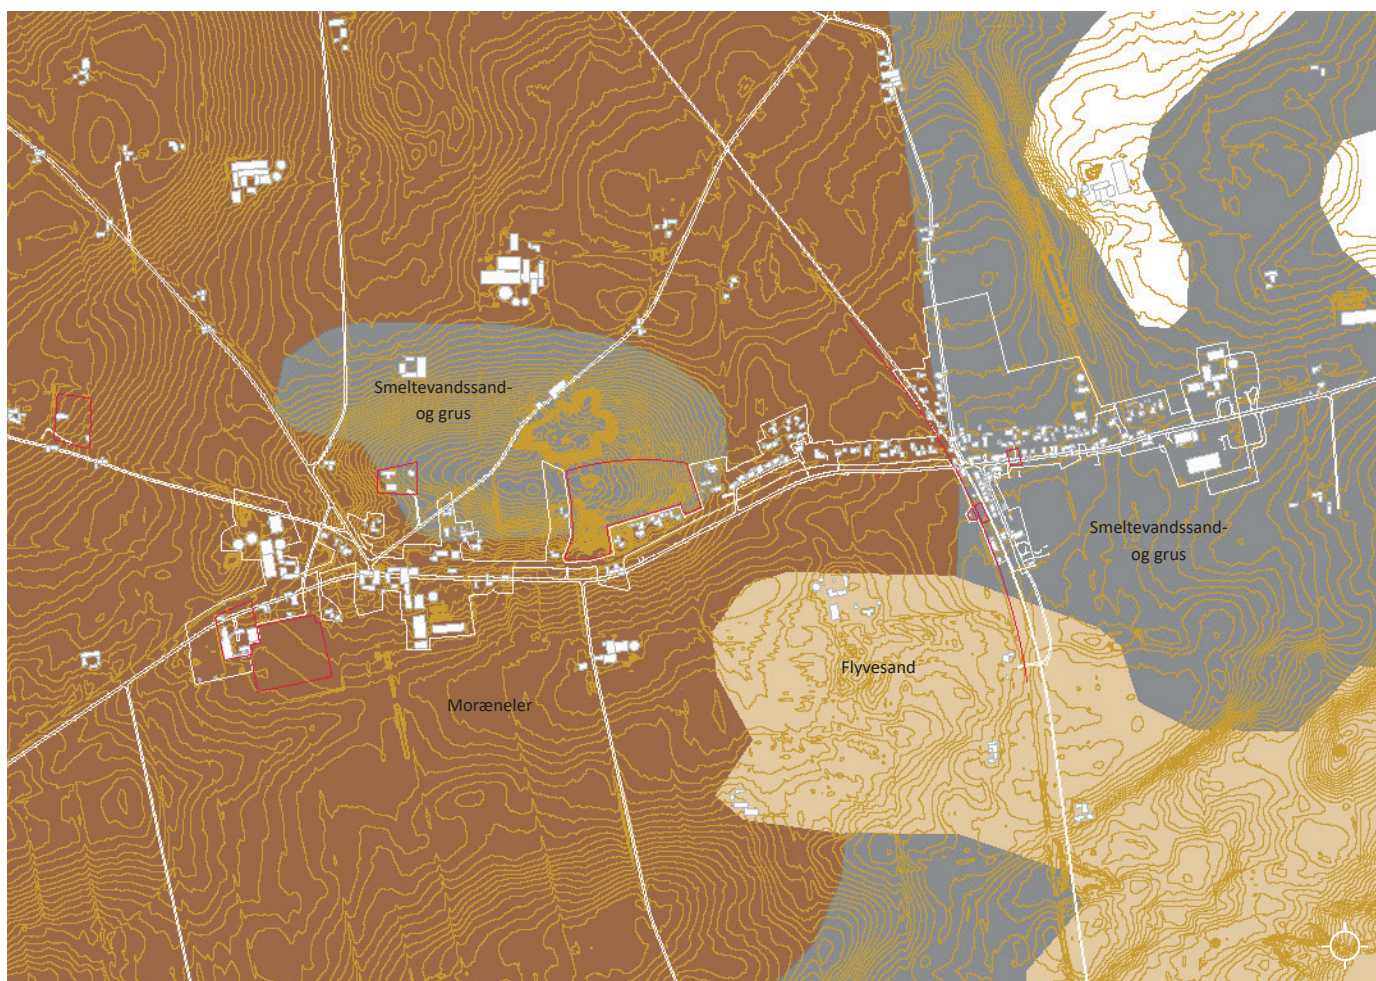 Smeltevandssand-
og grus
Smeltevandssand-
og grus
Flyvesand
Moræneler